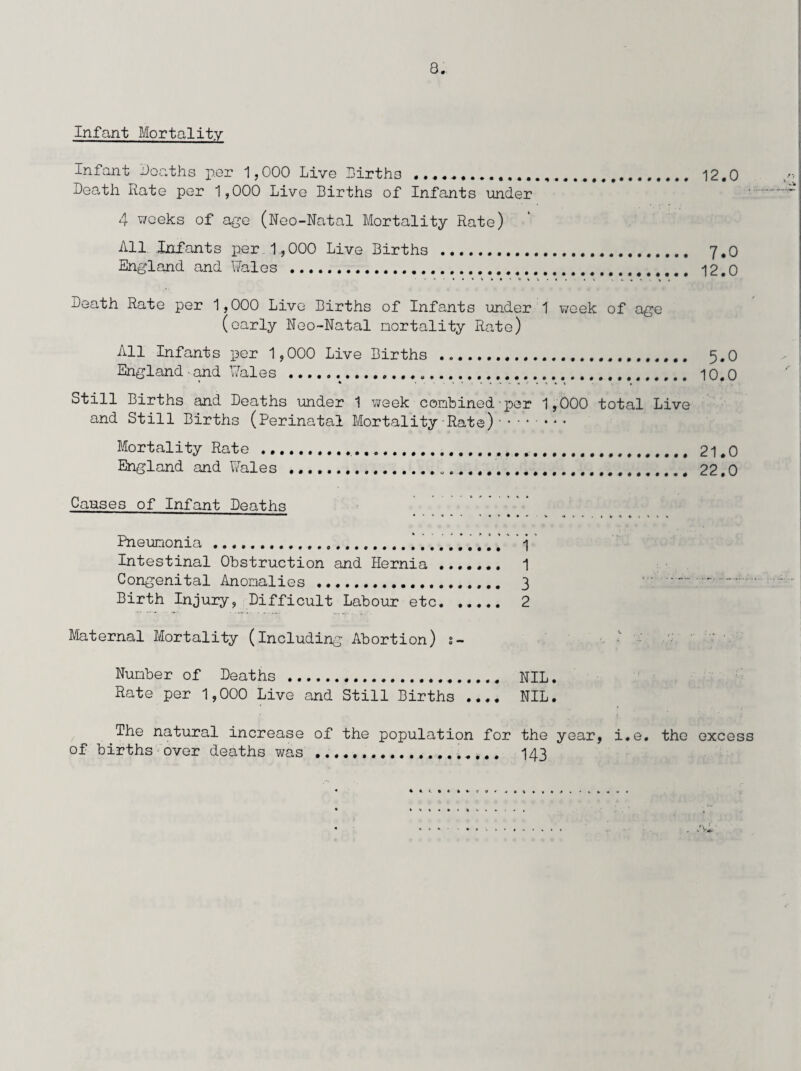 8.
Infant Mortality
Infant Deaths per 1,000 Live Births .............................. 12.0
Death Rate per 1,000 Live Births of Infants under
4 weeks of age (Neo-Natal Mortality Rate)
All Infants per 1,000 Live Births .............................. 7.0
England and Wales .............................. 12.0
Death Rate per 1,000 Live Births of Infants under 1 week of age
(early Neo-Natal mortality Rate)
All Infants per 1,000 Live Births .............................. 5.0
England and Wales .............................. 10.0
Still Births and Deaths under 1 week combined per 1,000 total Live
and Still Births (Perinatal Mortality Rate) .......
Mortality Rate .............................. 21.0
England and Wales .............................. 22.0
Causes of Infant Deaths
Pneumonia .............................. 1
Intestinal Obstruction and Hernia ....... 1
Congenital Anomalies .................... 3
Birth Injury, Difficult Labour etc. ..... 2
Maternal Mortality (Including Abortion) :-
Number of Deaths ...................... NIL.
Rate per 1,000 Live and Still Births .... NIL.
The natural increase of the population for the year, i.e. the excess
of births over deaths was ................... 143